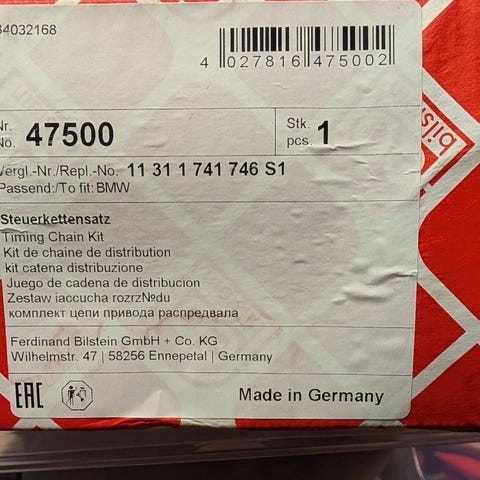 34032168
4 027816 475002
Nr.
No. 47500
Stk.
pcs. 1
Vergl.-Nr./Repl.-No. 11 31 1 741 746 S1
Passend:/To fit:BMW
Steuerkettensatz
Timing Chain Kit
Kit de chaine de distribution
kit catena distribuzione
Juego de cadena de distribucion
Zestaw iaccucha rozrz№du
комплект цепи привода распредвала
Ferdinand Bilstein GmbH + Co. KG
Wilhelmstr. 47 | 58256 Ennepetal | Germany
EAC
Made in Germany